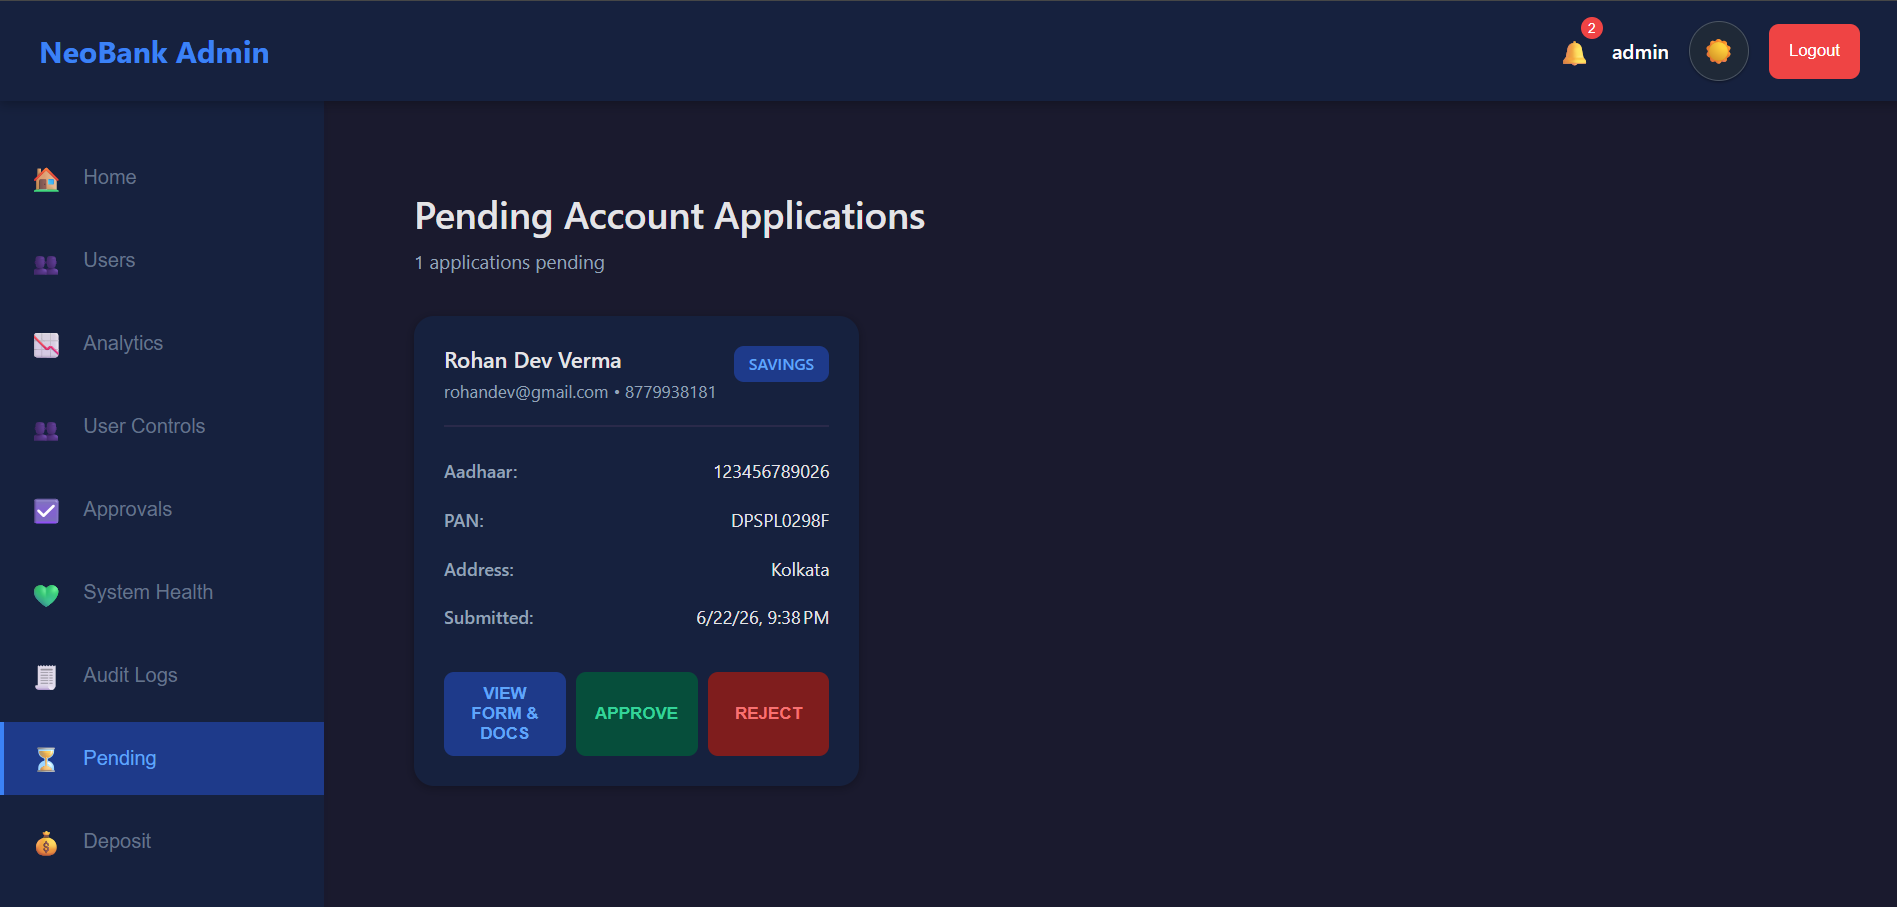 NeoBank Admin
2
admin
Logout
Home
Users
Analytics
User Controls
Approvals
System Health
Audit Logs
Pending
Deposit
Pending Account Applications
1 applications pending
Rohan Dev Verma
SAVINGS
rohandev@gmail.com • 8779938181
Aadhaar: 123456789026
PAN: DPSPL0298F
Address: Kolkata
Submitted: 6/22/26, 9:38 PM
VIEW
FORM &
DOCS
APPROVE
REJECT